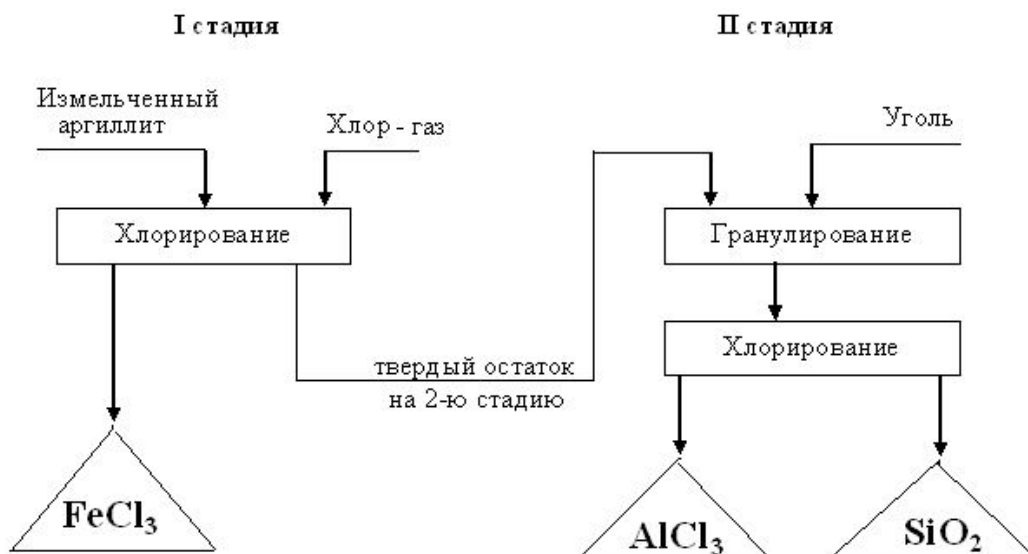 I стадия
II стадия
Измельченный
аргиллит
Хлор - газ
Уголь
Хлорирование
Гранулирование
Хлорирование
твердый остаток
на 2-ю стадию
FeCl₃
AlCl₃
SiO₂